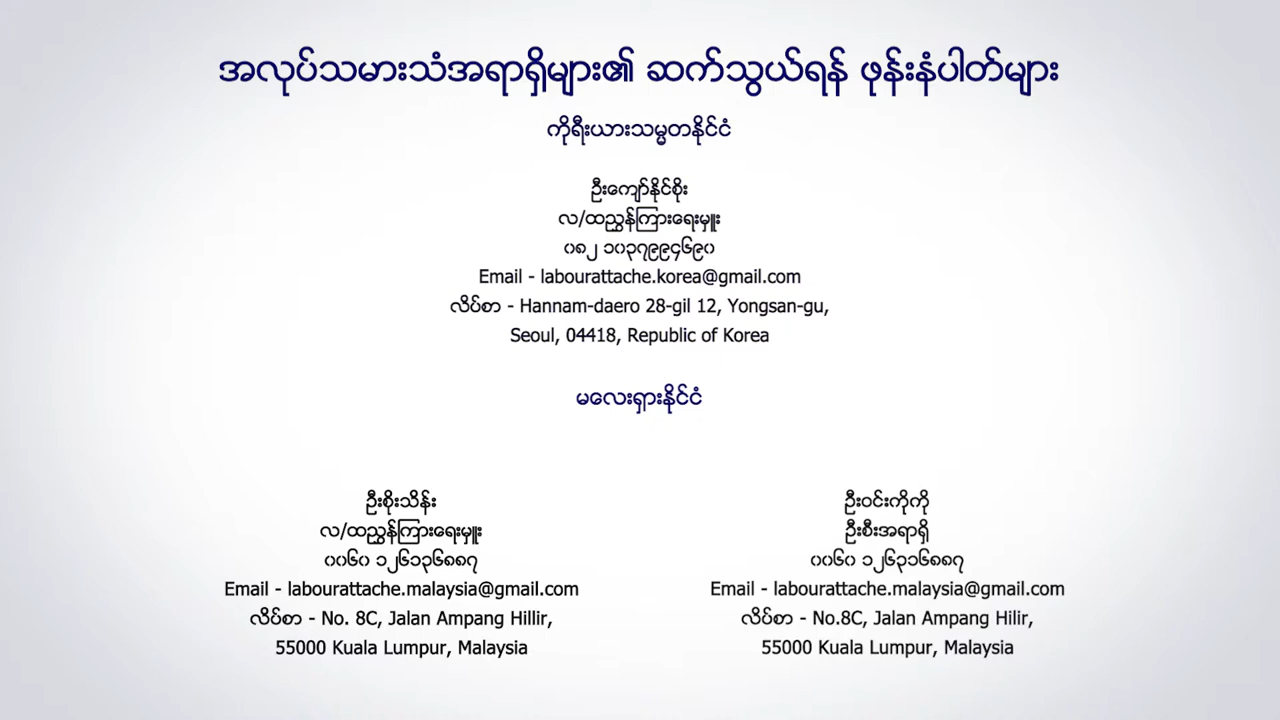 အလုပ်သမားသံအရာရှိများ၏ ဆက်သွယ်ရန် ဖုန်းနံပါတ်များ
ကိုရီးယားသမ္မတနိုင်ငံ
ဦးကျော်နိုင်စိုး
လ/ထညွှန်ကြားရေးမှူး
၀၈၂ ၁၀၃၇၉၉၄၆၉၀
Email - labourattache.korea@gmail.com
လိပ်စာ - Hannam-daero 28-gil 12, Yongsan-gu,
Seoul, 04418, Republic of Korea
မလေးရှားနိုင်ငံ
ဦးစိုးသိန်း
လ/ထညွှန်ကြားရေးမှူး
၀၀၆၀ ၁၂၆၁၃၆၈၈၇
Email - labourattache.malaysia@gmail.com
လိပ်စာ - No. 8C, Jalan Ampang Hillir,
55000 Kuala Lumpur, Malaysia
ဦးဝင်းကိုကို
ဦးစီးအရာရှိ
၀၀၆၀ ၁၂၆၃၁၆၈၈၇
Email - labourattache.malaysia@gmail.com
လိပ်စာ - No.8C, Jalan Ampang Hilir,
55000 Kuala Lumpur, Malaysia